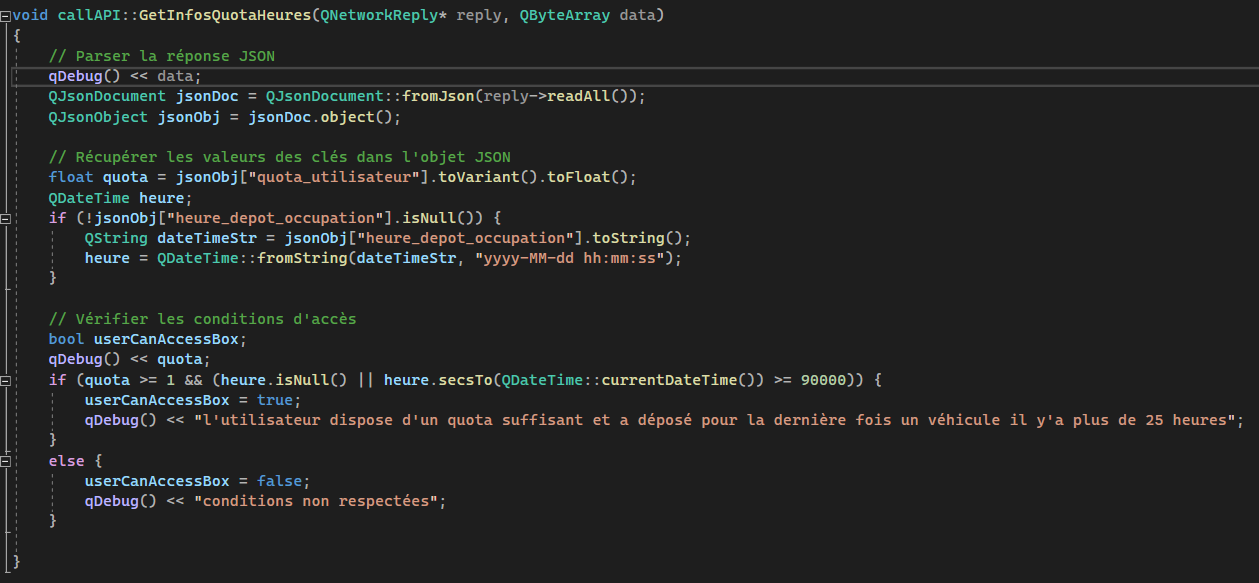 void callAPI::GetInfosQuotaHeures(QNetworkReply* reply, QByteArray data)
{
    // Parser la réponse JSON
    qDebug() << data;
    QJsonDocument jsonDoc = QJsonDocument::fromJson(reply->readAll());
    QJsonObject jsonObj = jsonDoc.object();

    // Récupérer les valeurs des clés dans l'objet JSON
    float quota = jsonObj["quota_utilisateur"].toVariant().toFloat();
    QDateTime heure;
    if (!jsonObj["heure_depot_occupation"].isNull()) {
        QString dateTimeStr = jsonObj["heure_depot_occupation"].toString();
        heure = QDateTime::fromString(dateTimeStr, "yyyy-MM-dd hh:mm:ss");
    }

    // Vérifier les conditions d'accès
    bool userCanAccessBox;
    qDebug() << quota;
    if (quota >= 1 && (heure.isNull() || heure.secsTo(QDateTime::currentDateTime()) >= 90000)) {
        userCanAccessBox = true;
        qDebug() << "l'utilisateur dispose d'un quota suffisant et a déposé pour la dernière fois un véhicule il y'a plus de 25 heures";
    }
    else {
        userCanAccessBox = false;
        qDebug() << "conditions non respectées";
    }

}